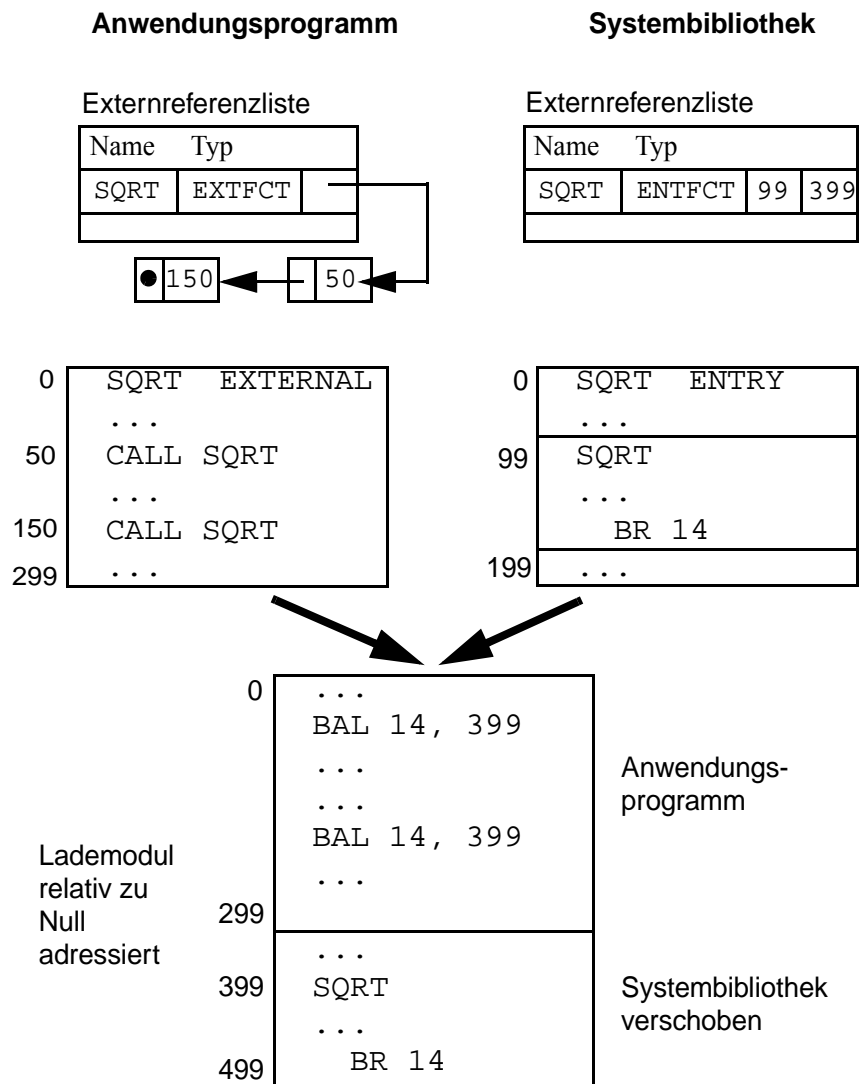 Anwendungsprogramm
Systembibliothek
Externreferenzliste
Name Typ
SQRT EXTFCT
150
50
Externreferenzliste
Name Typ
SQRT ENTFCT 99 399
0 SQRT EXTERNAL
...
50 CALL SQRT
...
150 CALL SQRT
299 ...
0 SQRT ENTRY
...
99 SQRT
...
BR 14
199 ...
0 ...
BAL 14, 399
...
...
BAL 14, 399
...
299
...
399 SQRT
...
499 BR 14
Anwendungs-
programm
Lademodul
relativ zu
Null
adressiert
Systembibliothek
verschoben